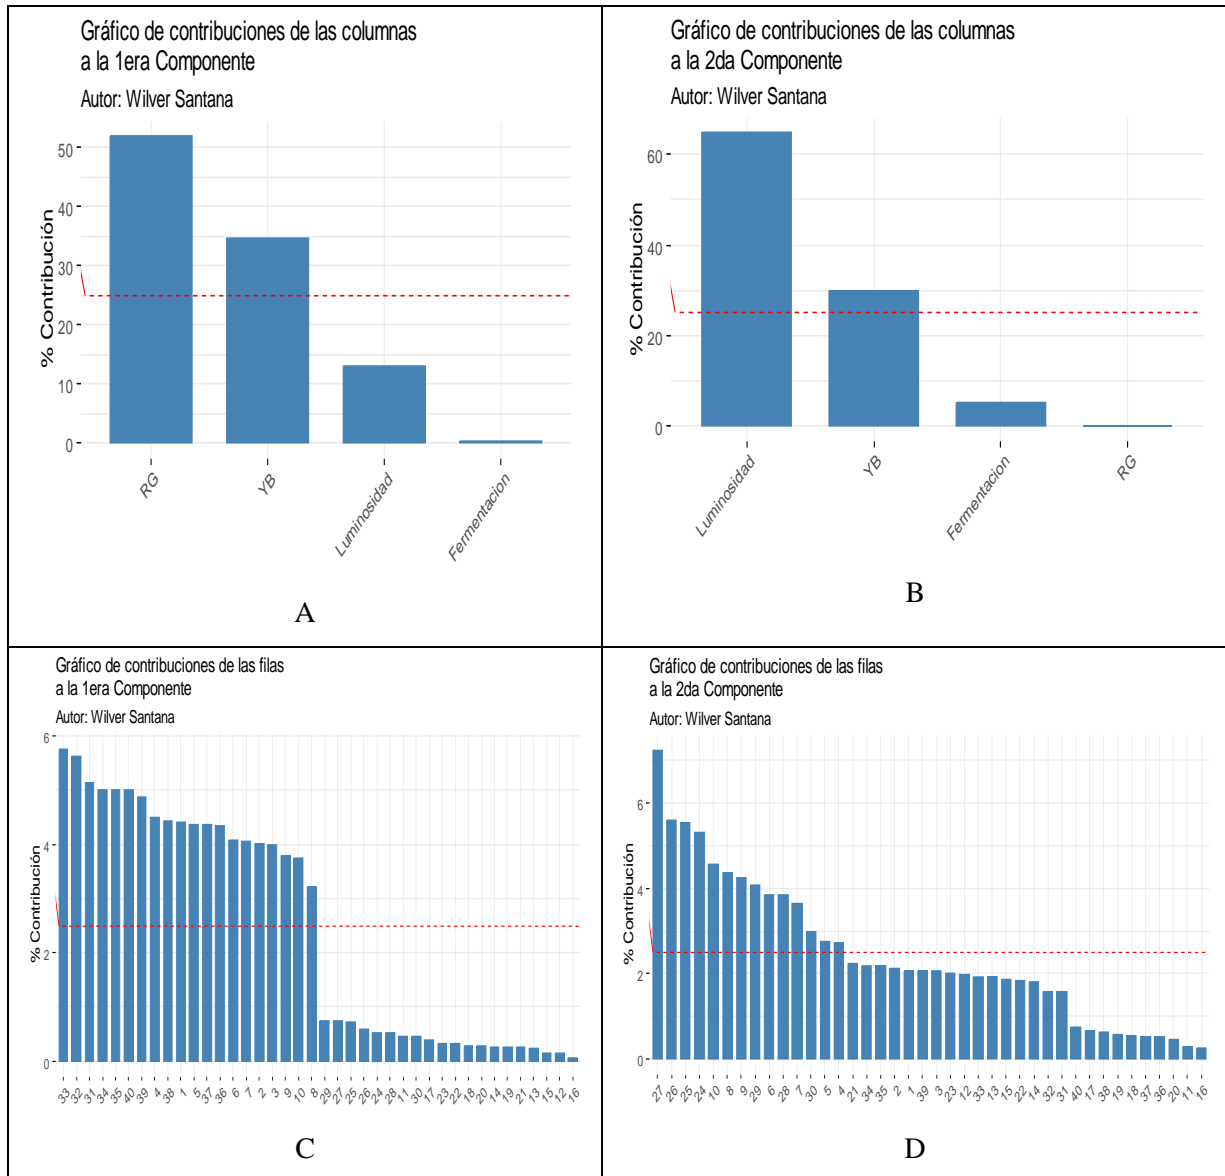 Gráfico de contribuciones de las columnas
a la 1era Componente
Autor: Wilver Santana
% Contribución
50
40
30
20
10
0
RG
YB
Luminosidad
Fermentacion
A
Gráfico de contribuciones de las columnas
a la 2da Componente
Autor: Wilver Santana
% Contribución
60
40
20
0
Luminosidad
YB
Fermentacion
RG
B
Gráfico de contribuciones de las filas
a la 1era Componente
Autor: Wilver Santana
% Contribución
6
4
2
0
33 32 31 34 35 40 39 4 38 1 5 37 36 6 7 2 3 9 10 8 29 27 25 26 24 28 11 30 17 23 22 18 20 14 19 21 13 15 12 16
C
Gráfico de contribuciones de las filas
a la 2da Componente
Autor: Wilver Santana
% Contribución
6
4
2
0
27 26 25 24 10 8 9 29 6 28 7 30 5 4 21 34 35 2 1 39 3 23 12 33 13 15 22 14 32 31 40 17 38 19 18 37 36 20 11 16
D